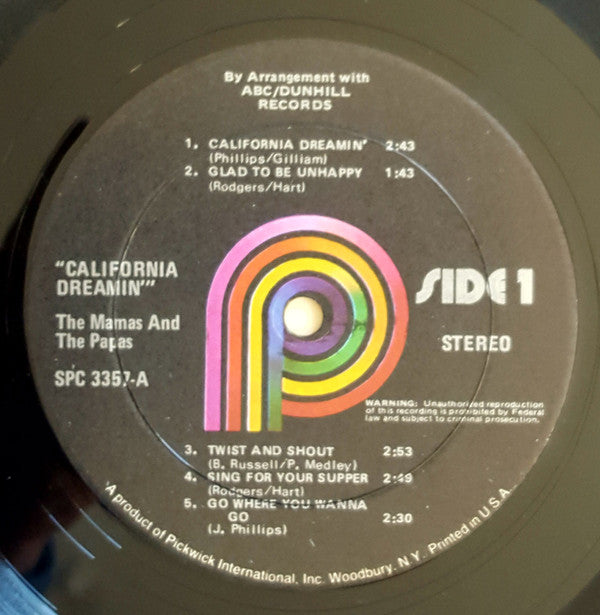 By Arrangement with
ABC/DUNHILL
RECORDS
1. CALIFORNIA DREAMIN' 2:43
(Phillips/Gilliam)
2. GLAD TO BE UNHAPPY 1:43
(Rodgers/Hart)
"CALIFORNIA
DREAMIN'"
The Mamas And
The Papas
SPC 3357-A
SIDE 1
STEREO
WARNING: Unauthorized reproduction
of this recording is prohibited by Federal
law and subject to criminal prosecution.
3. TWIST AND SHOUT 2:53
(B. Russell/P. Medley)
4. SING FOR YOUR SUPPER 2:49
(Rodgers/Hart)
5. GO WHERE YOU WANNA
GO 2:30
(J. Phillips)
A product of Pickwick International, Inc. Woodbury, N.Y. Printed in U.S.A.